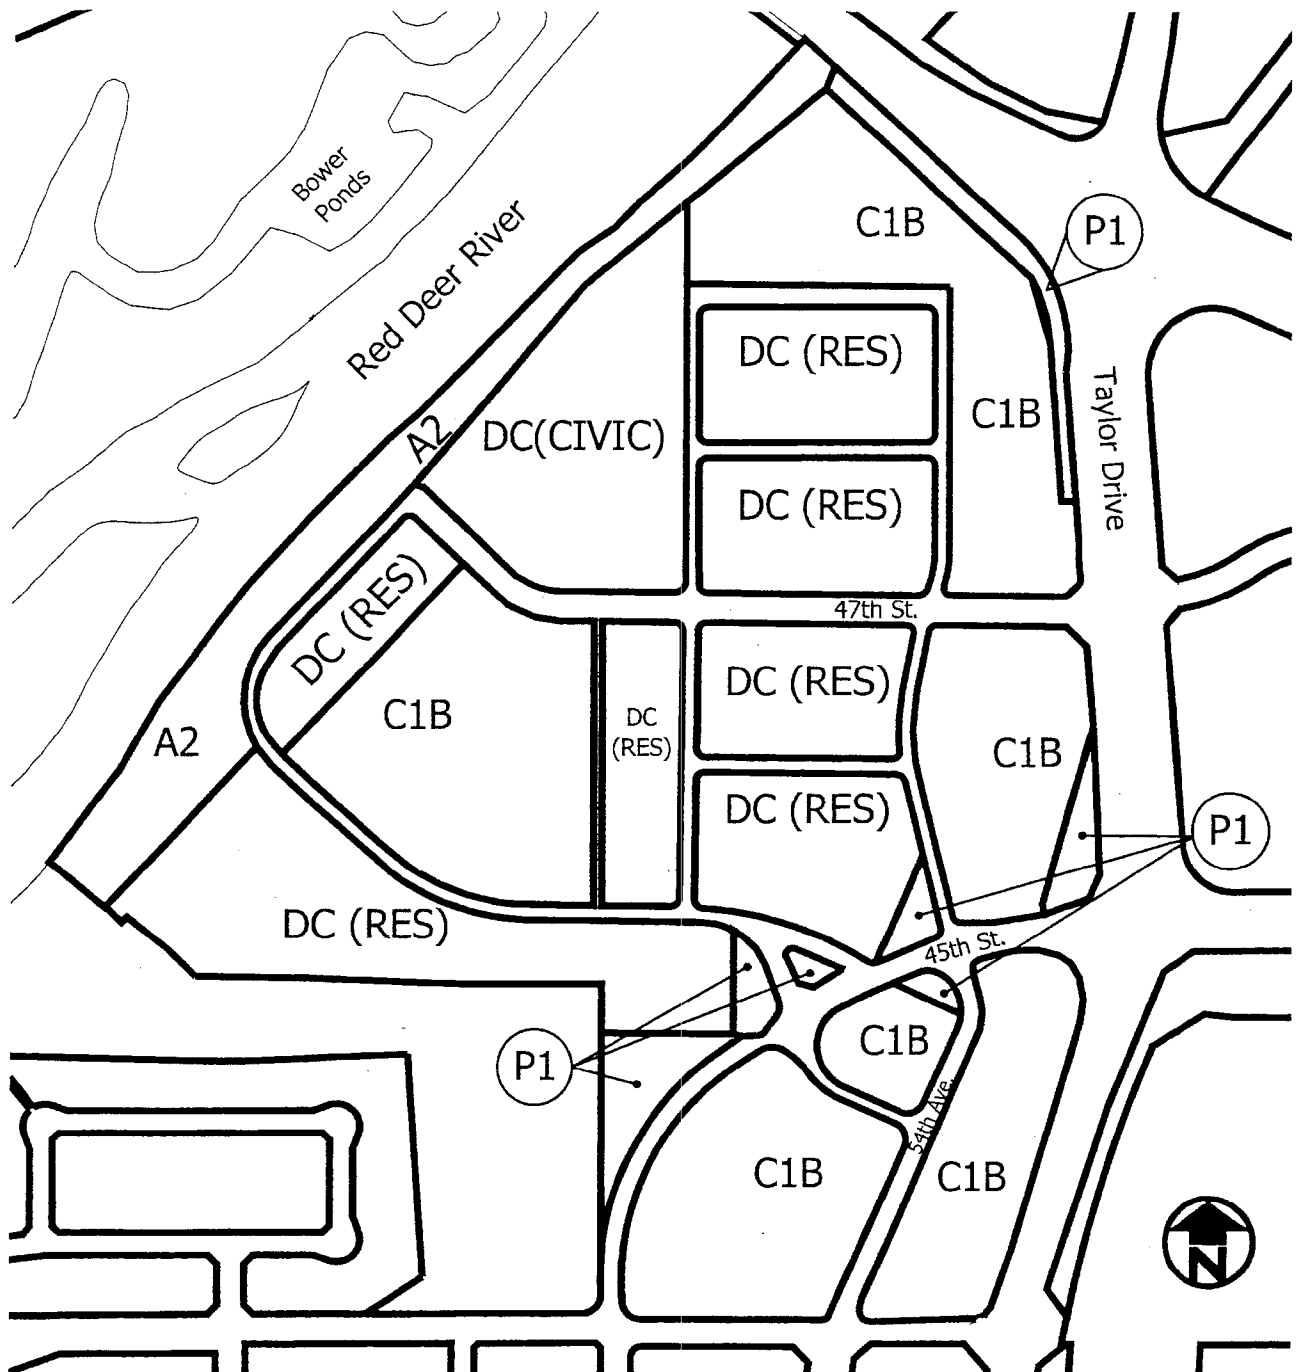 Bower
Ponds
Red Deer River
C1B
P1
DC (RES)
A2
DC(CIVIC)
C1B
Taylor Drive
DC (RES)
DC (RES)
47th St.
DC (RES)
A2
C1B
DC
(RES)
C1B
DC (RES)
P1
DC (RES)
45th St.
P1
C1B
54th Ave.
C1B
C1B
N